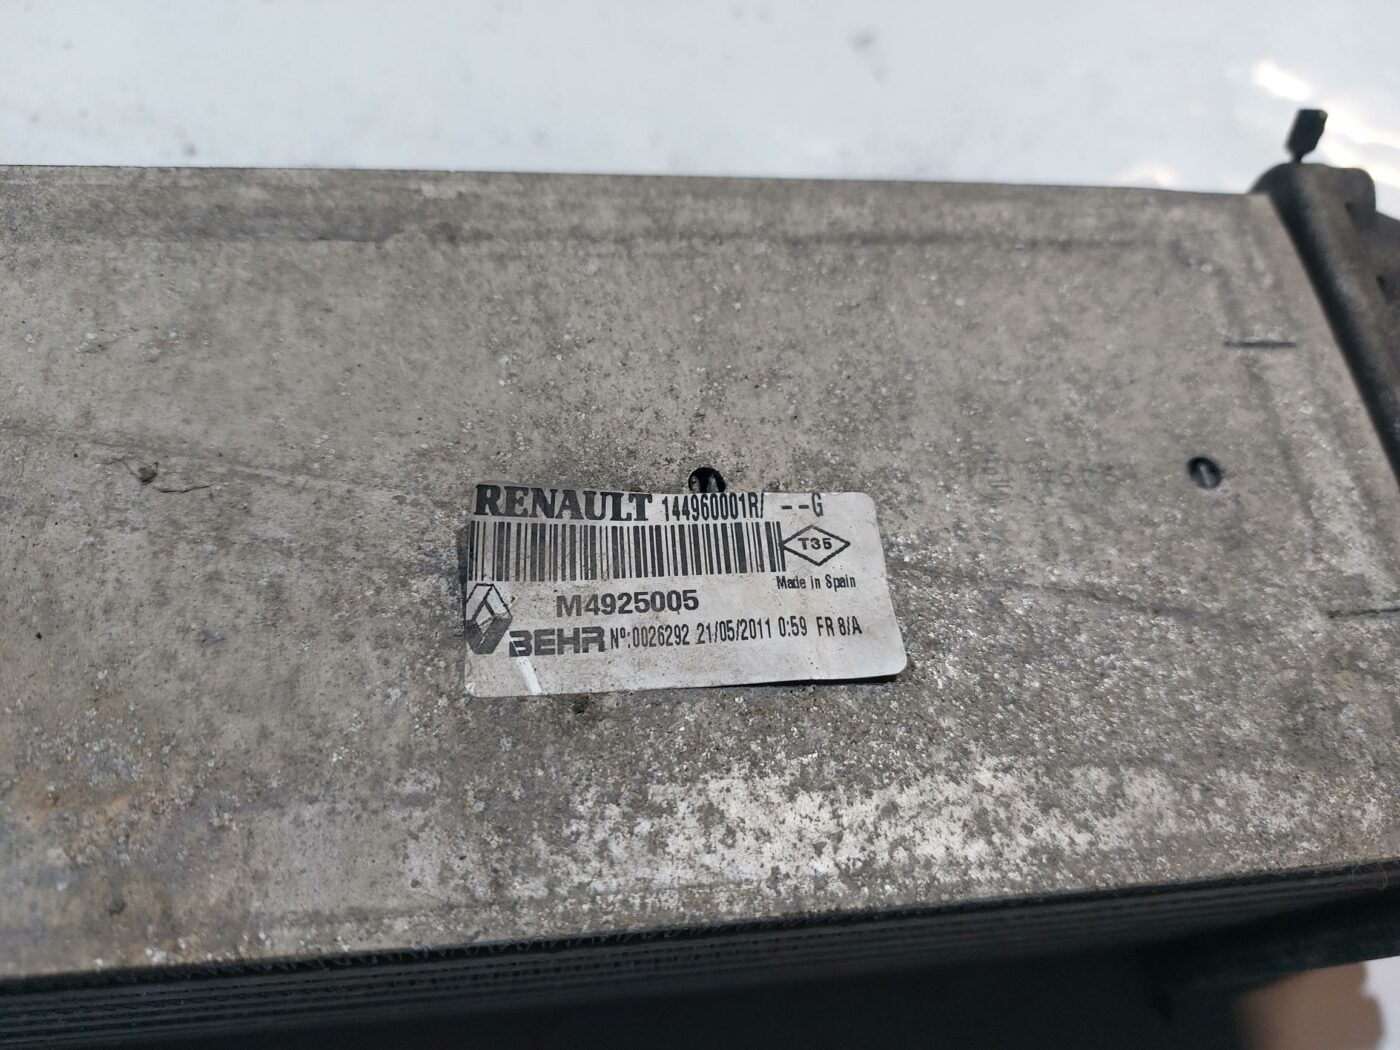 RENAULT 144960001R/ --G
T35
Made in Spain
M4925005
BEHR Nº:0026292 21/05/2011 0:59 FR 8/A